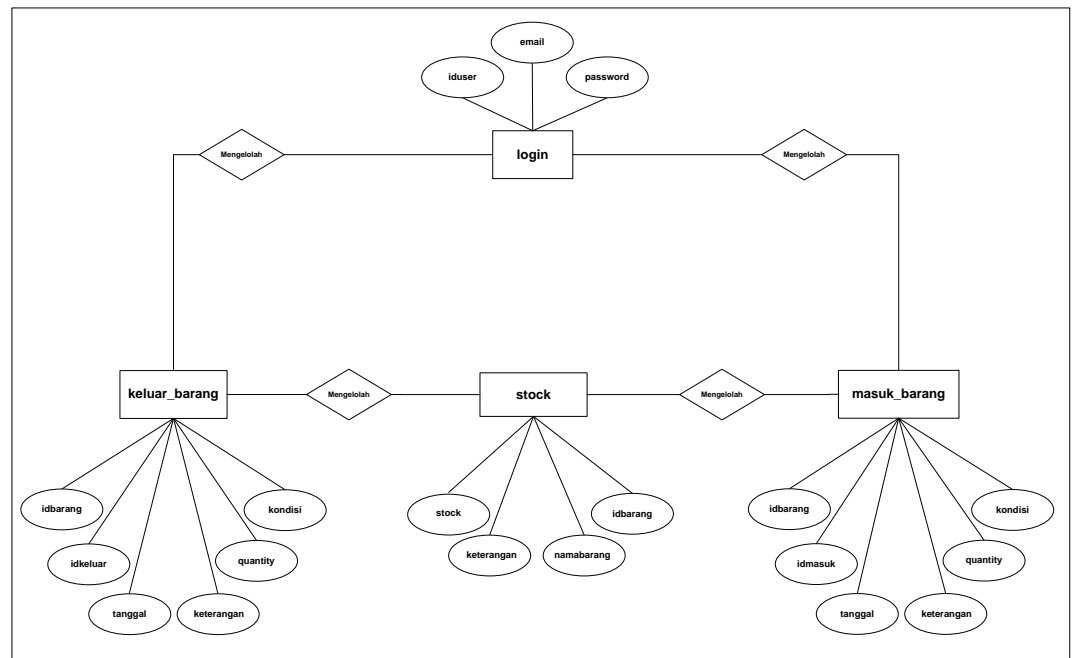 email
iduser
password
Mengelolah
login
Mengelolah
keluar_barang
Mengelolah
stock
Mengelolah
masuk_barang
idbarang
kondisi
idkeluar
quantity
tanggal
keterangan
stock
idbarang
keterangan
namabarang
idbarang
kondisi
idmasuk
quantity
tanggal
keterangan